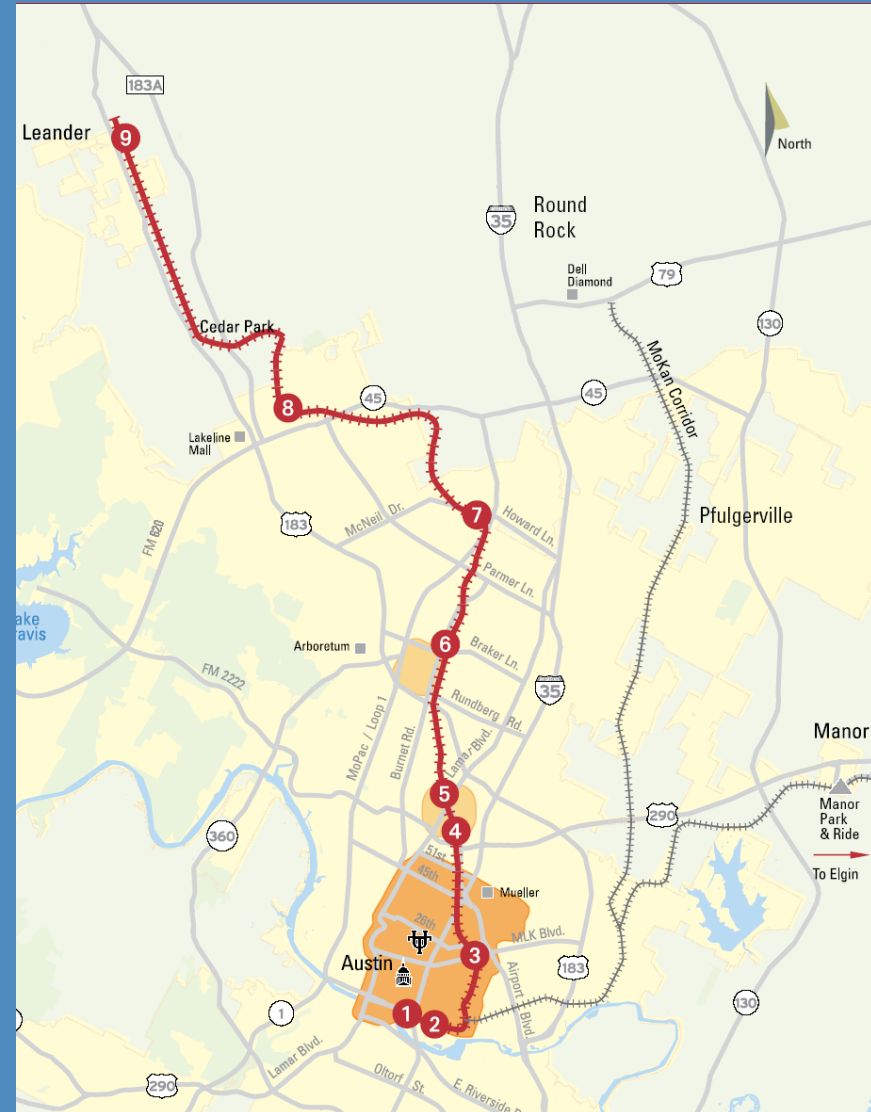 183A
Leander
9
North
35
Round
Rock
Dell
Diamond
79
130
Cedar Park
MoKan Corridor
8
45
45
Lakeline
Mall
183
McNeil Dr.
7
Howard Ln.
Pfulgerville
FM 620
Parmer Ln.
ake
ravis
Arboretum
6
Braker Ln.
FM 2222
35
Rundberg Rd.
MoPac / Loop 1
Burnet Rd.
Lamar Blvd.
Manor
5
290
Manor
Park
& Ride
4
360
51st
To Elgin
45th
Mueller
26th
MLK Blvd.
Austin
3
183
Airport Blvd.
130
1
1
2
Lamar Blvd.
290
Oltorf St.
E. Riverside